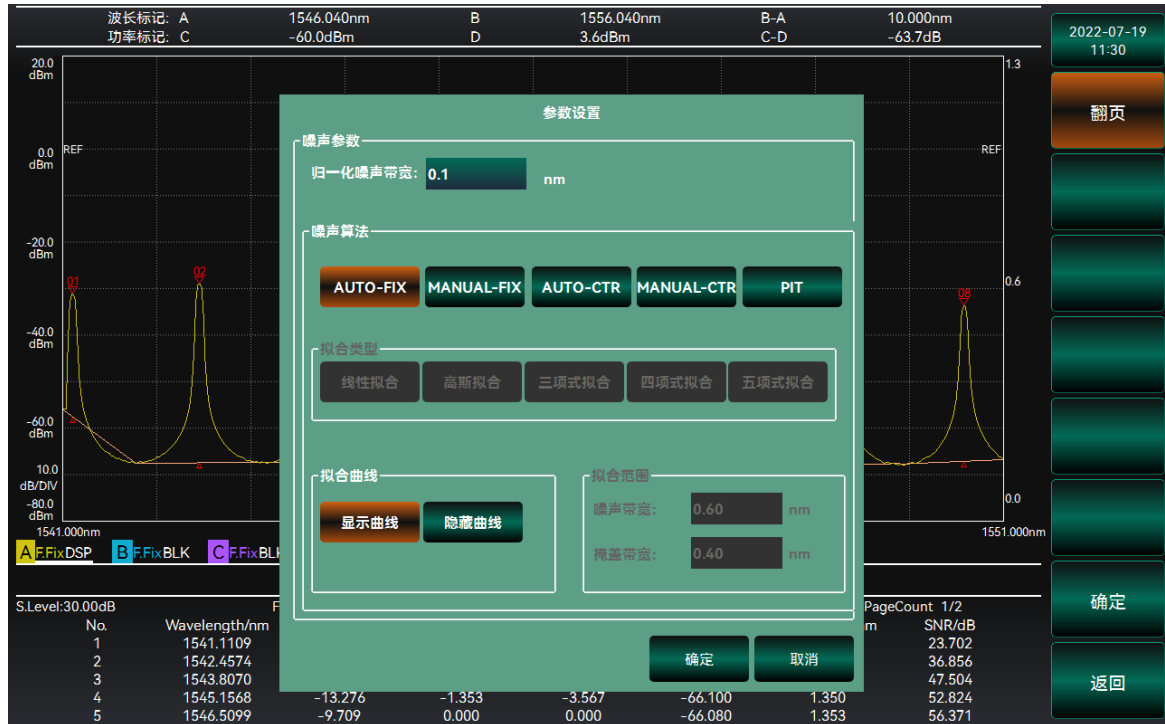 波长标记: A 1546.040nm B 1556.040nm B-A 10.000nm
功率标记: C -60.0dBm D 3.6dBm C-D -63.7dB
2022-07-19
11:30
翻页
确定
返回
20.0
dBm
1.3
0.0
dBm
REF
REF
-20.0
dBm
0.6
01
02
08
-40.0
dBm
-60.0
dBm
10.0
dB/DIV
-80.0
dBm
0.0
1541.000nm
1551.000nm
参数设置
噪声参数
归一化噪声带宽: 0.1 nm
噪声算法
AUTO-FIX MANUAL-FIX AUTO-CTR MANUAL-CTR PIT
拟合类型
线性拟合 高斯拟合 三项式拟合 四项式拟合 五项式拟合
拟合曲线
显示曲线 隐藏曲线
拟合范围
噪声带宽: 0.60 nm
掩盖带宽: 0.40 nm
确定 取消
A F.FixDSP B F.FixBLK C F.FixBL
S.Level:30.00dB F PageCount 1/2
No. Wavelength/nm m SNR/dB
1 1541.1109 23.702
2 1542.4574 36.856
3 1543.8070 47.504
4 1545.1568 -13.276 -1.353 -3.567 -66.100 1.350 52.824
5 1546.5099 -9.709 0.000 0.000 -66.080 1.353 56.371